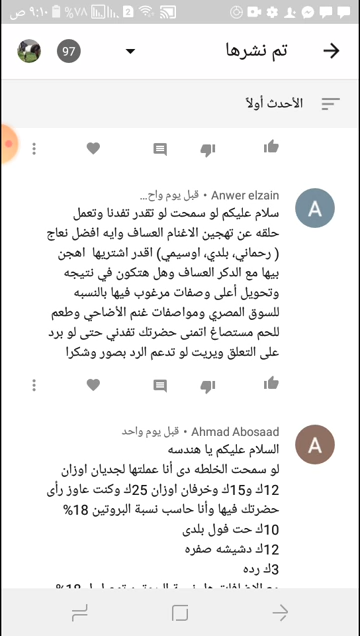 ٩:١٠ ص
٧٨%
تم نشرها
97
الأحدث أولاً
Anwer elzain • قبل يوم واح...
سلام عليكم لو سمحت لو تقدر تفدنا وتعمل
حلقه عن تهجين الاغنام العساف وايه افضل نعاج
( رحماني، بلدي، اوسيمي) اقدر اشتريها اهجن
بيها مع الدكر العساف وهل هتكون في نتيجه
وتحويل أعلى وصفات مرغوب فيها بالنسبه
للسوق المصري ومواصفات غنم الأضاحي وطعم
للحم مستصاغ اتمنى حضرتك تفدني حتى لو برد
على التعلق ويريت لو تدعم الرد بصور وشكرا
A
Ahmad Abosaad • قبل يوم واحد
السلام عليكم يا هندسه
لو سمحت الخلطه دى أنا عملتها لجديان اوزان
12ك و15ك وخرفان اوزان 25ك وكنت عاوز رأى
حضرتك فيها وأنا حاسب نسبة البروتين 18%
10ك حت فول بلدى
12ك دشيشه صفره
3ك رده
A